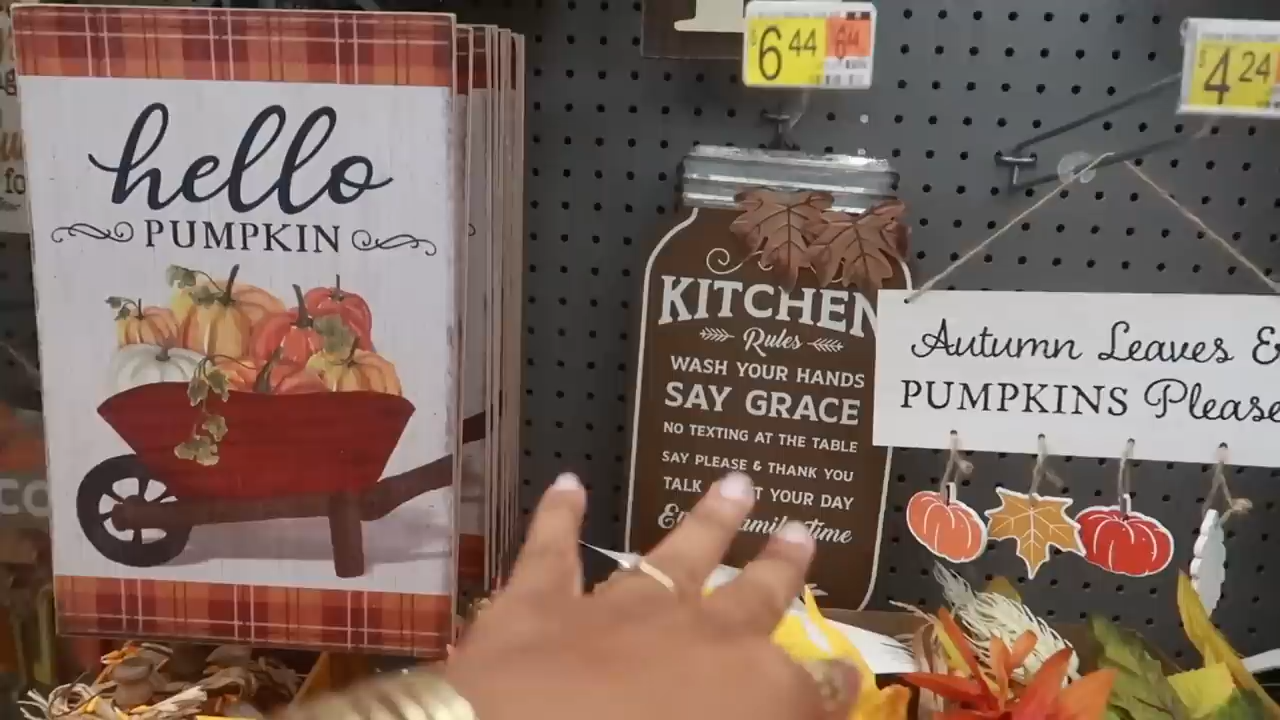 hello
PUMPKIN
$6 44
$4 24
KITCHEN
Rules
WASH YOUR HANDS
SAY GRACE
NO TEXTING AT THE TABLE
SAY PLEASE & THANK YOU
TALK YOUR DAY
time
Autumn Leaves &
PUMPKINS Please